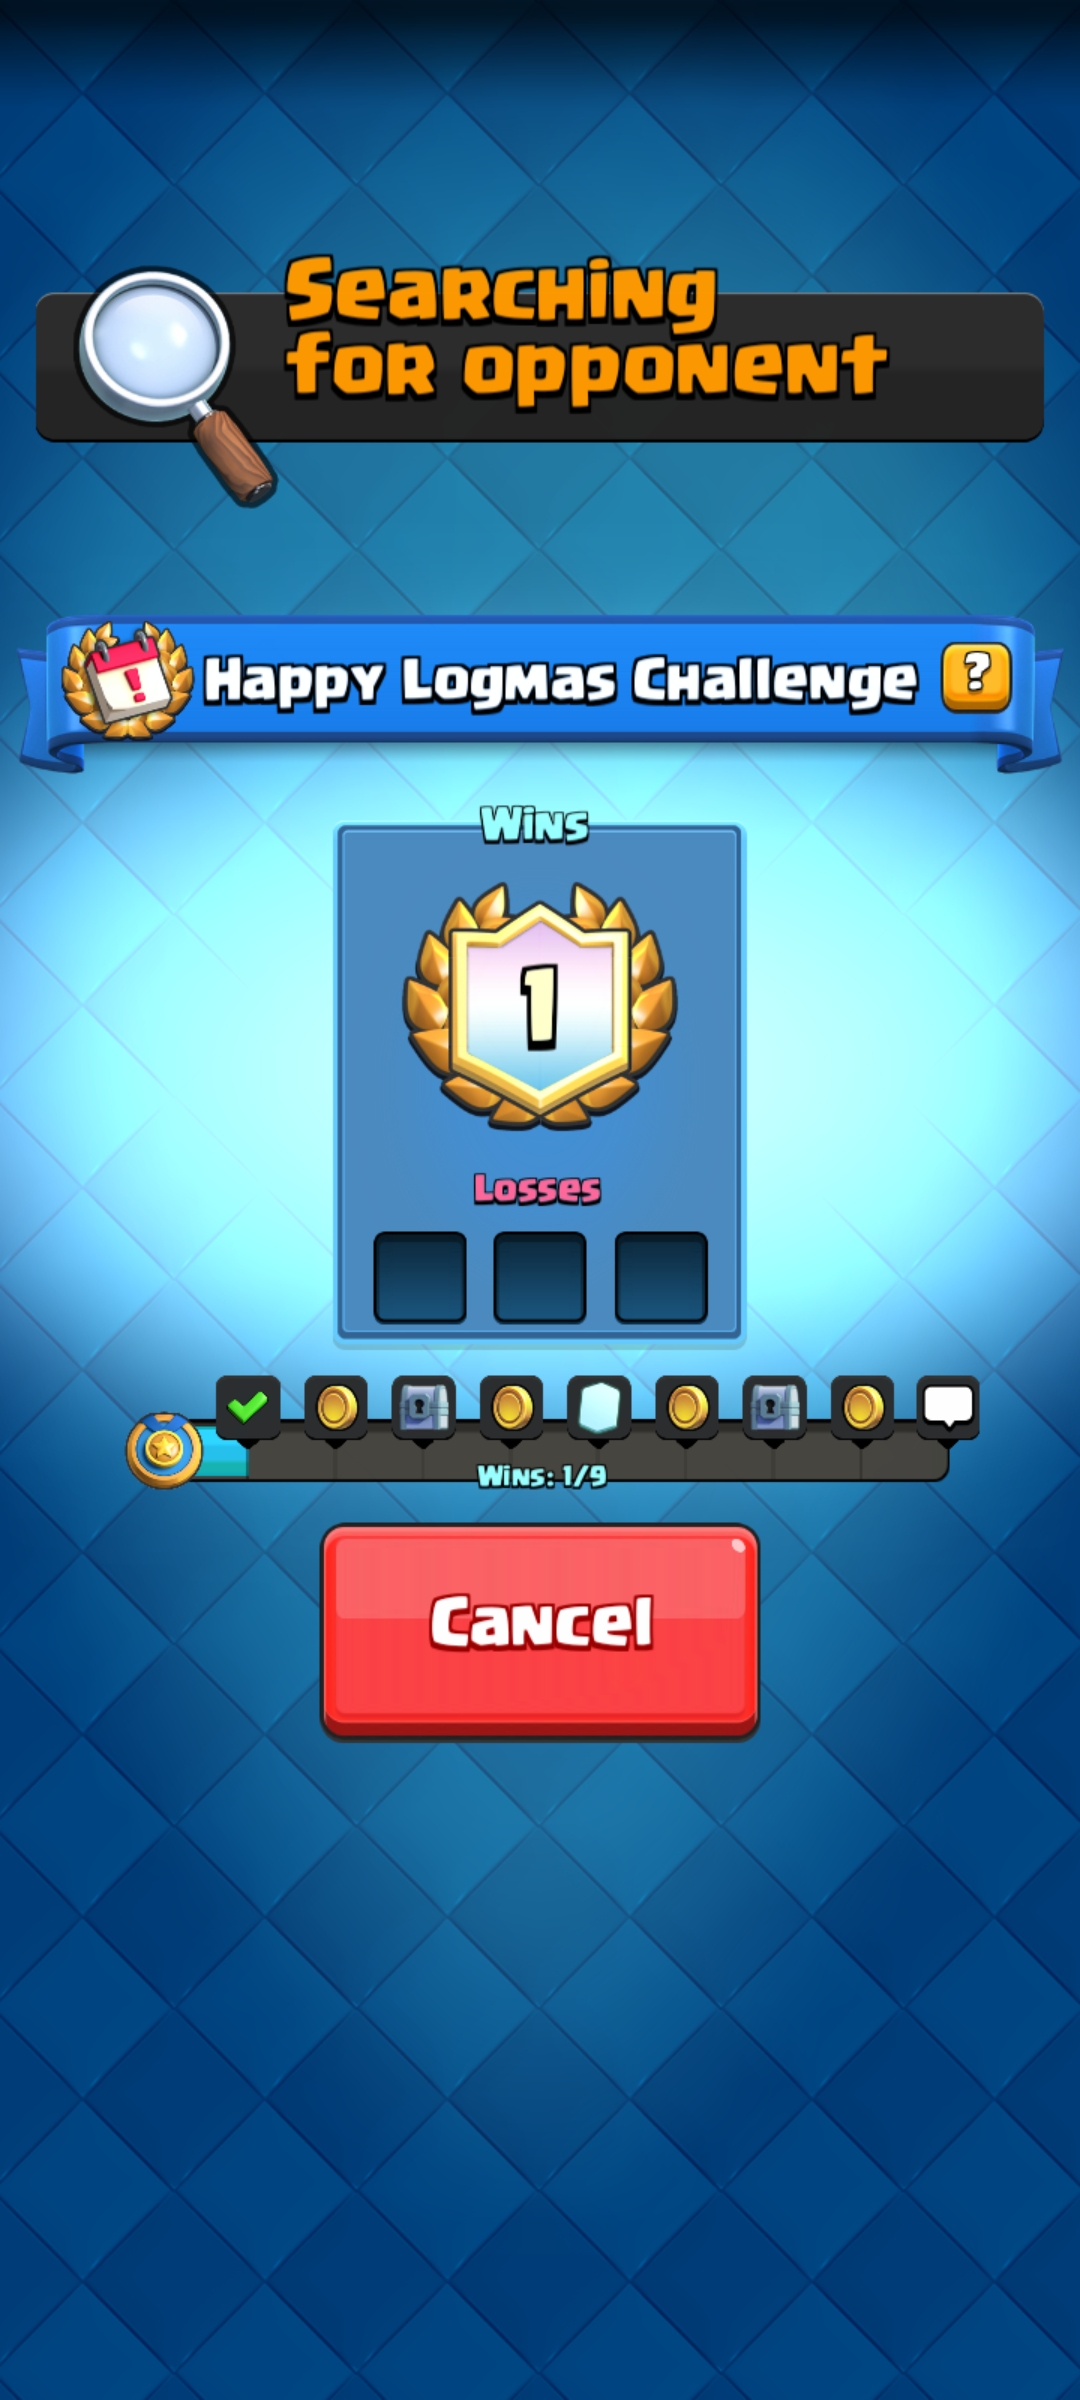 Searching
for opponent
! Happy Logmas Challenge ?
Wins
1
Losses
Wins: 1/9
Cancel